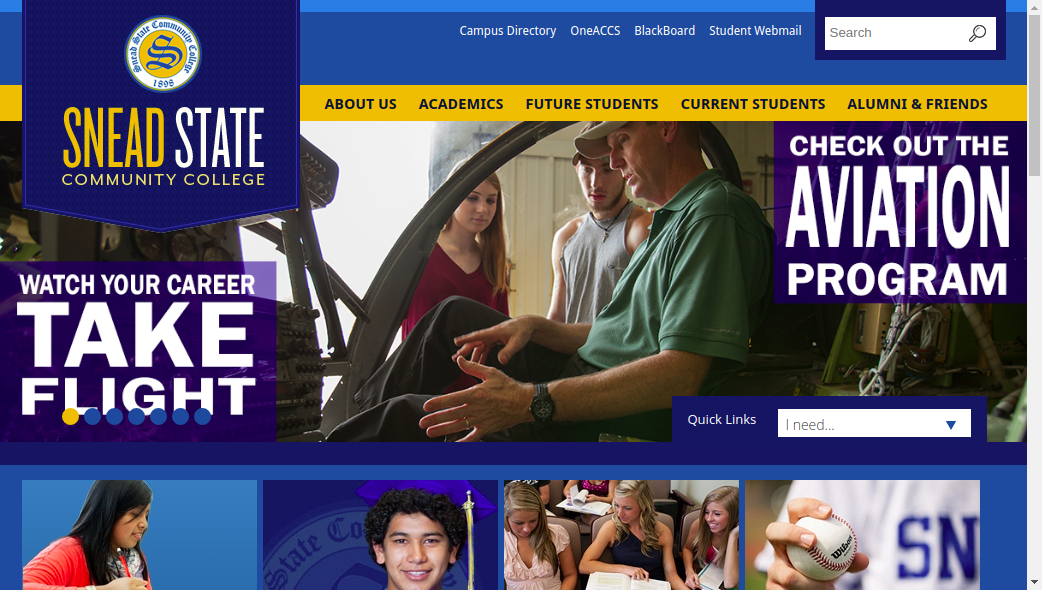 Campus Directory OneACCS BlackBoard Student Webmail
Search
Snead State Community College
S
1898
SNEAD STATE
COMMUNITY COLLEGE
ABOUT US ACADEMICS FUTURE STUDENTS CURRENT STUDENTS ALUMNI & FRIENDS
CHECK OUT THE
AVIATION
PROGRAM
WATCH YOUR CAREER
TAKE
FLIGHT
Quick Links
I need...
State Co
Wilson
SN